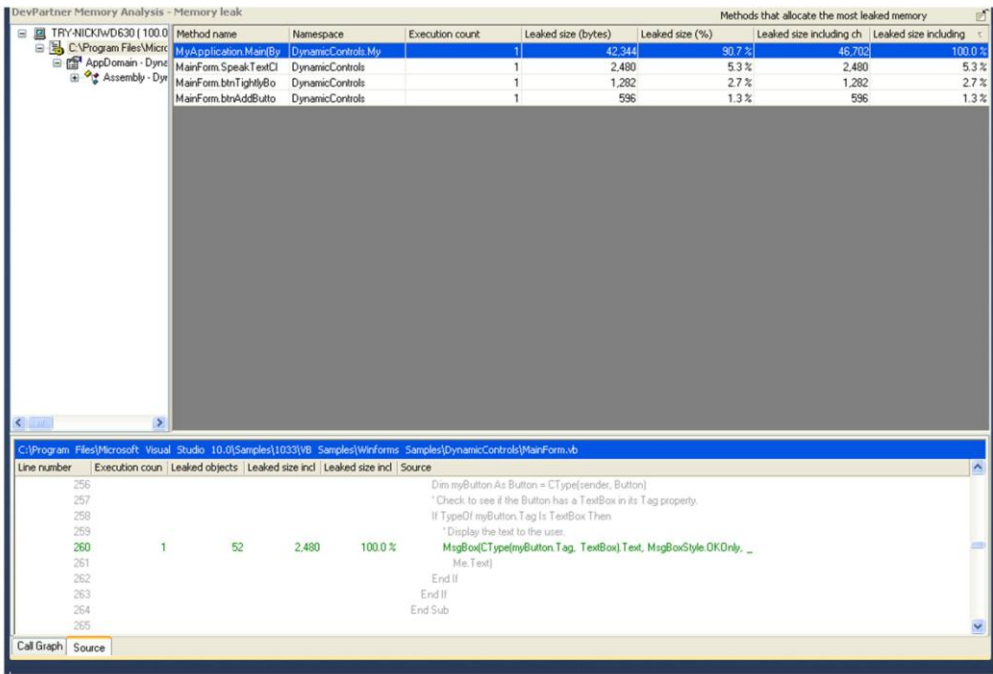 DevPartner Memory Analysis - Memory leak
Methods that allocate the most leaked memory
TRY-NICKIWD630 ( 100.0
C:\Program Files\Micro
AppDomain - Dyna
Assembly - Dyn
Method name Namespace Execution count Leaked size (bytes) Leaked size (%) Leaked size including ch Leaked size including
MyApplication.Main(By DynamicControls.My 1 42,344 90.7 % 46,702 100.0 %
MainForm.SpeakTextCl DynamicControls 1 2,480 5.3 % 2,480 5.3 %
MainForm.btnTightlyBo DynamicControls 1 1,282 2.7 % 1,282 2.7 %
MainForm.btnAddButto DynamicControls 1 596 1.3 % 596 1.3 %
C:\Program Files\Microsoft Visual Studio 10.0\Samples\1033\VB Samples\Winforms Samples\DynamicControls\MainForm.vb
Line number Execution coun Leaked objects Leaked size incl Leaked size incl Source
256 Dim myButton As Button = CType(sender, Button)
257 ' Check to see if the Button has a TextBox in its Tag property.
258 If TypeOf myButton.Tag Is TextBox Then
259 ' Display the text to the user.
260 1 52 2,480 100.0 % MsgBox(CType(myButton.Tag, TextBox).Text, MsgBoxStyle.OKOnly, _
261 Me.Text)
262 End If
263 End If
264 End Sub
265
Call Graph Source